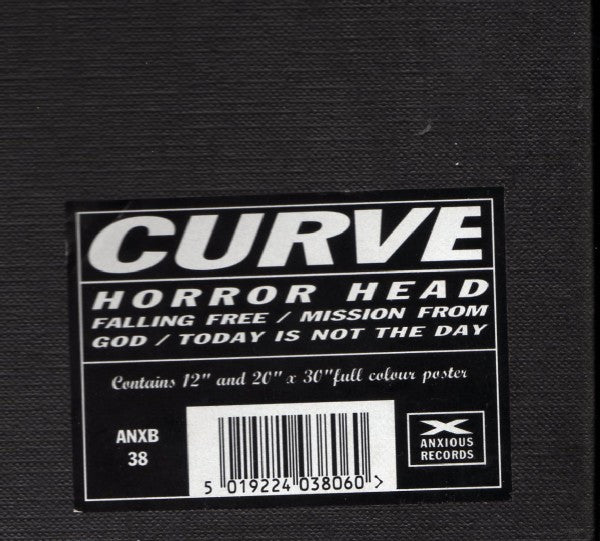 CURVE
HORROR HEAD
FALLING FREE / MISSION FROM
GOD / TODAY IS NOT THE DAY
Contains 12" and 20" x 30" full colour poster
ANXB
38
5 019224 038060 >
X
ANXIOUS
RECORDS